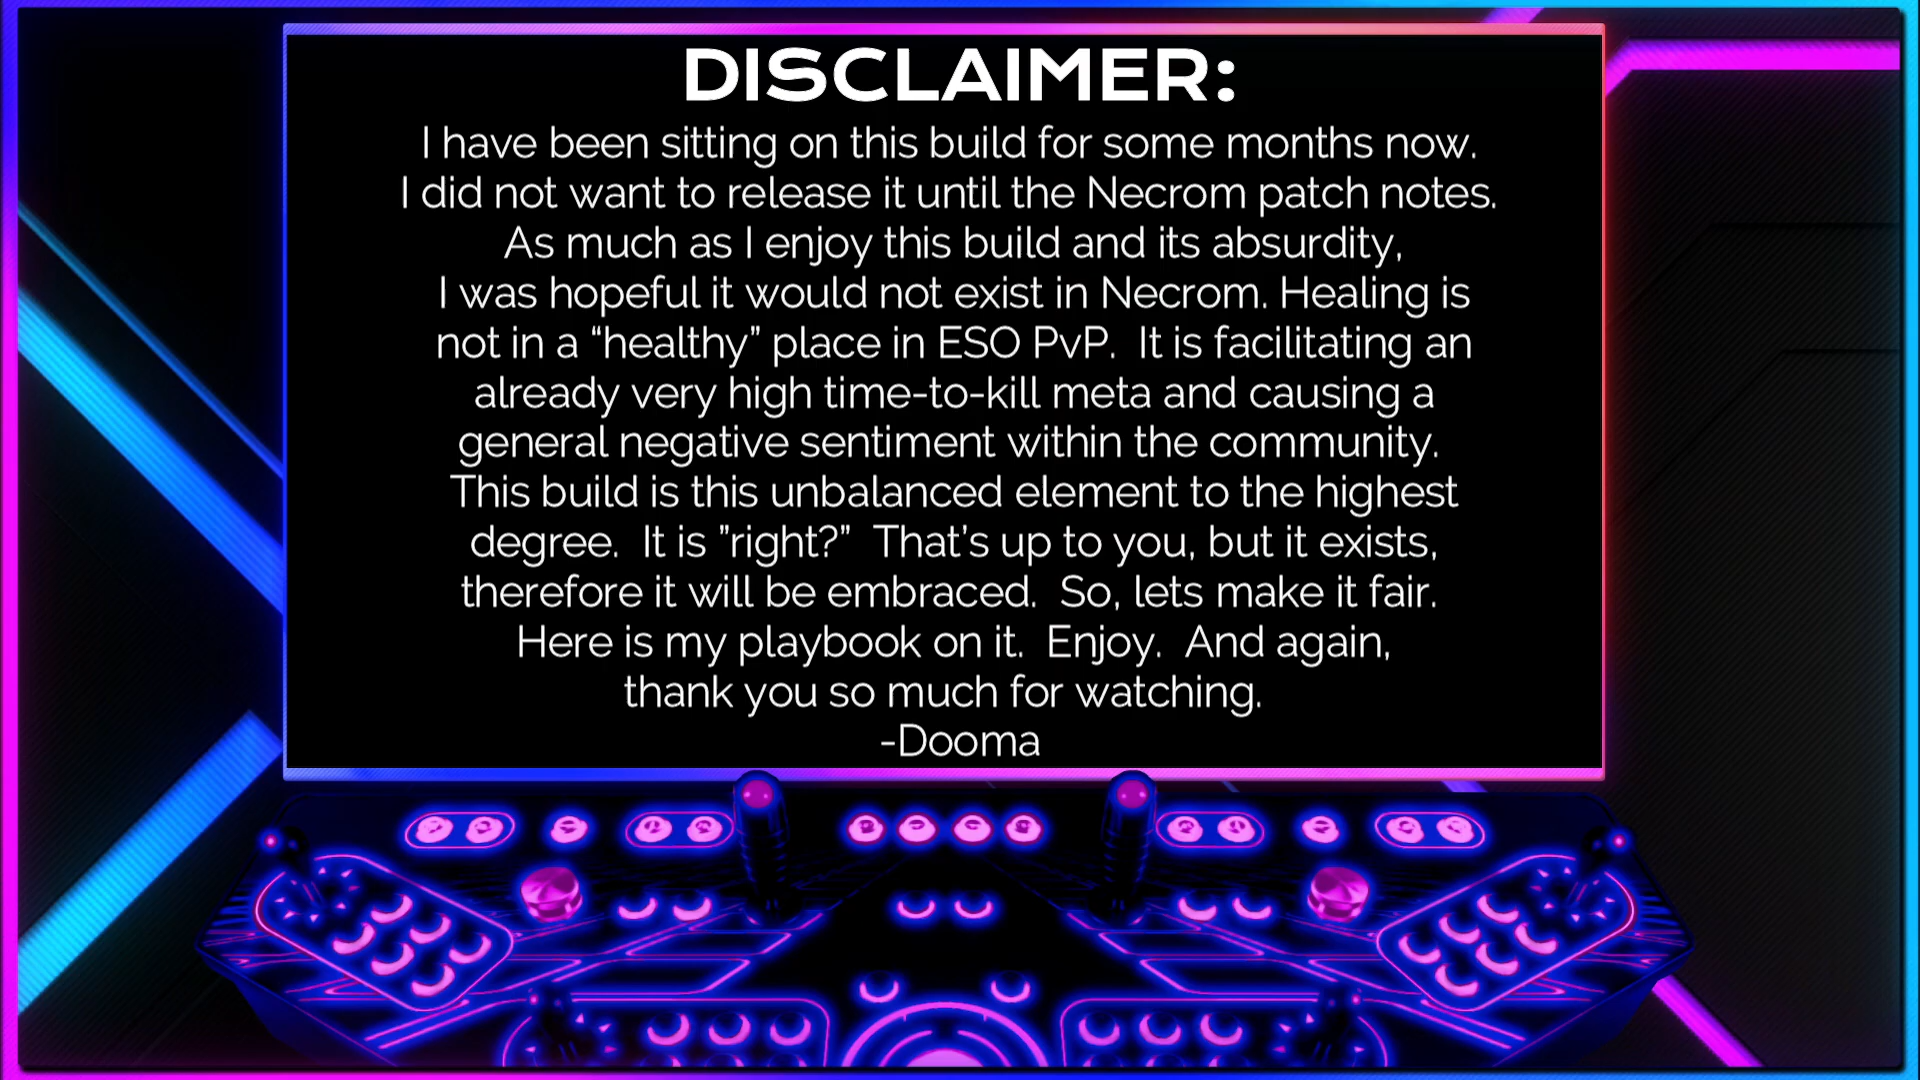 DISCLAIMER:
I have been sitting on this build for some months now.
I did not want to release it until the Necrom patch notes.
As much as I enjoy this build and its absurdity,
I was hopeful it would not exist in Necrom. Healing is
not in a “healthy” place in ESO PvP.  It is facilitating an
already very high time-to-kill meta and causing a
general negative sentiment within the community.
This build is this unbalanced element to the highest
degree.  It is ”right?”  That’s up to you, but it exists,
therefore it will be embraced.  So, lets make it fair.
Here is my playbook on it.  Enjoy.  And again,
thank you so much for watching.
-Dooma